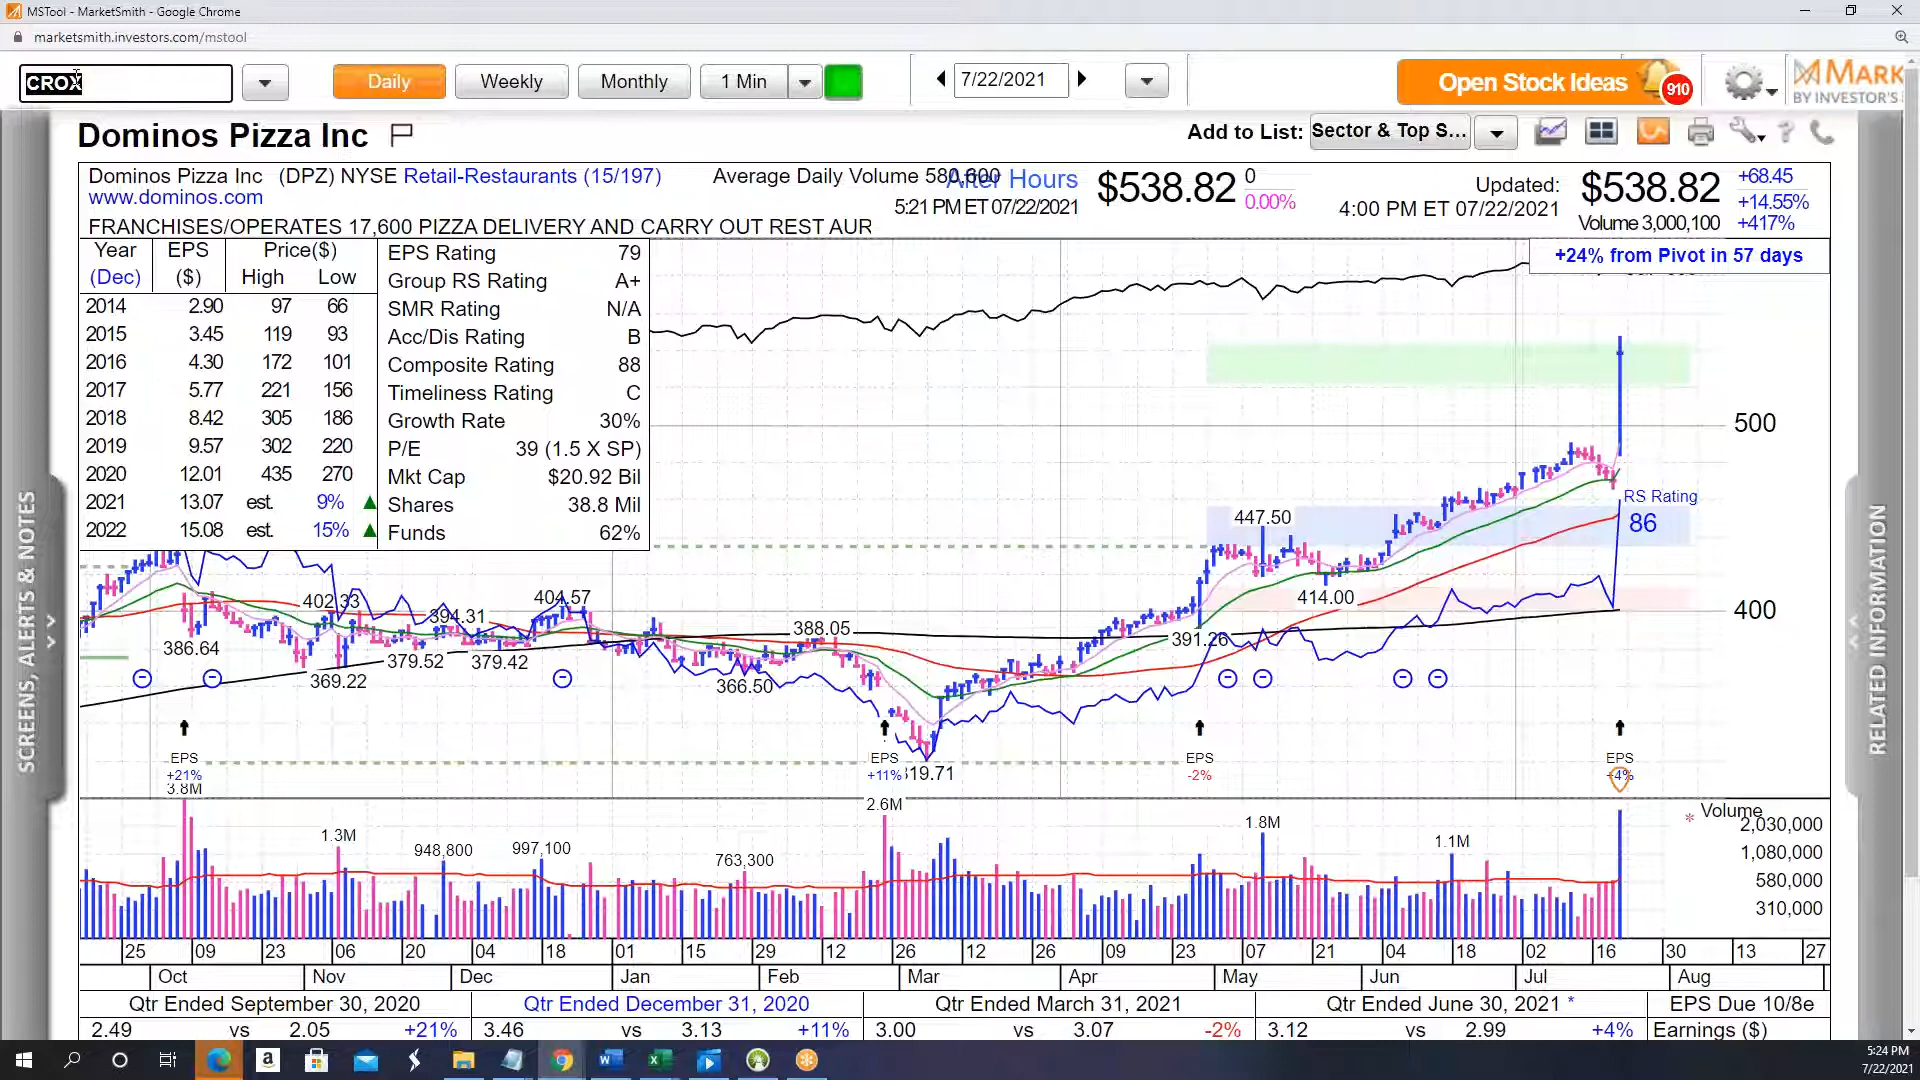 MSTool - MarketSmith - Google Chrome
marketsmith.investors.com/mstool
CROX Daily Weekly Monthly 1 Min 7/22/2021 Open Stock Ideas 910 MARK
BY INVESTOR'S
Dominos Pizza Inc Add to List: Sector & Top S...
Dominos Pizza Inc (DPZ) NYSE Retail-Restaurants (15/197) Average Daily Volume 580,600
www.dominos.com
FRANCHISES/OPERATES 17,600 PIZZA DELIVERY AND CARRY OUT REST AUR
After Hours $538.82 0
5:21 PM ET 07/22/2021 0.00%
Updated: $538.82 +68.45
4:00 PM ET 07/22/2021 +14.55%
Volume 3,000,100 +417%
+24% from Pivot in 57 days
Year EPS Price($)
(Dec) ($) High Low
2014 2.90 97 66
2015 3.45 119 93
2016 4.30 172 101
2017 5.77 221 156
2018 8.42 305 186
2019 9.57 302 220
2020 12.01 435 270
2021 13.07 est. 9%
2022 15.08 est. 15%
EPS Rating 79
Group RS Rating A+
SMR Rating N/A
Acc/Dis Rating B
Composite Rating 88
Timeliness Rating C
Growth Rate 30%
P/E 39 (1.5 X SP)
Mkt Cap $20.92 Bil
Shares 38.8 Mil
Funds 62%
500
RS Rating
86
447.50
414.00
400
402.33 394.31 404.57 388.05 391.26
386.64 379.52 379.42
369.22 366.50
319.71
EPS EPS EPS EPS
+21% +11% -2% +4%
3.8M 2.6M
1.3M 948,800 997,100 763,300 1.8M 1.1M
* Volume
2,030,000
1,080,000
580,000
310,000
25 09 23 06 20 04 18 01 15 29 12 26 12 26 09 23 07 21 04 18 02 16 30 13 27
Oct Nov Dec Jan Feb Mar Apr May Jun Jul Aug
Qtr Ended September 30, 2020 Qtr Ended December 31, 2020 Qtr Ended March 31, 2021 Qtr Ended June 30, 2021 * EPS Due 10/8e
2.49 vs 2.05 +21% 3.46 vs 3.13 +11% 3.00 vs 3.07 -2% 3.12 vs 2.99 +4% Earnings ($)
SCREENS, ALERTS & NOTES
RELATED INFORMATION
5:24 PM
7/22/2021